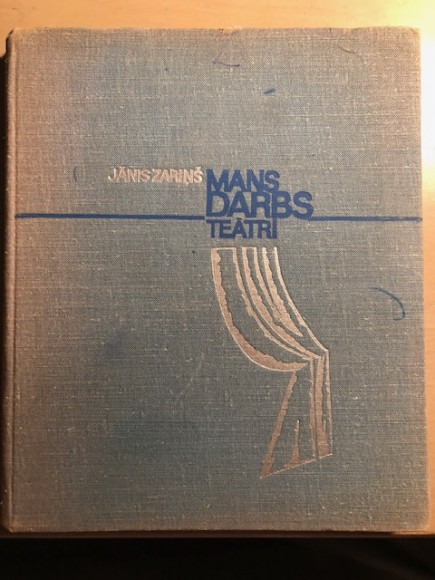 JĀNIS ZARIŅŠ MANS
DARBS
TEĀTRĪ